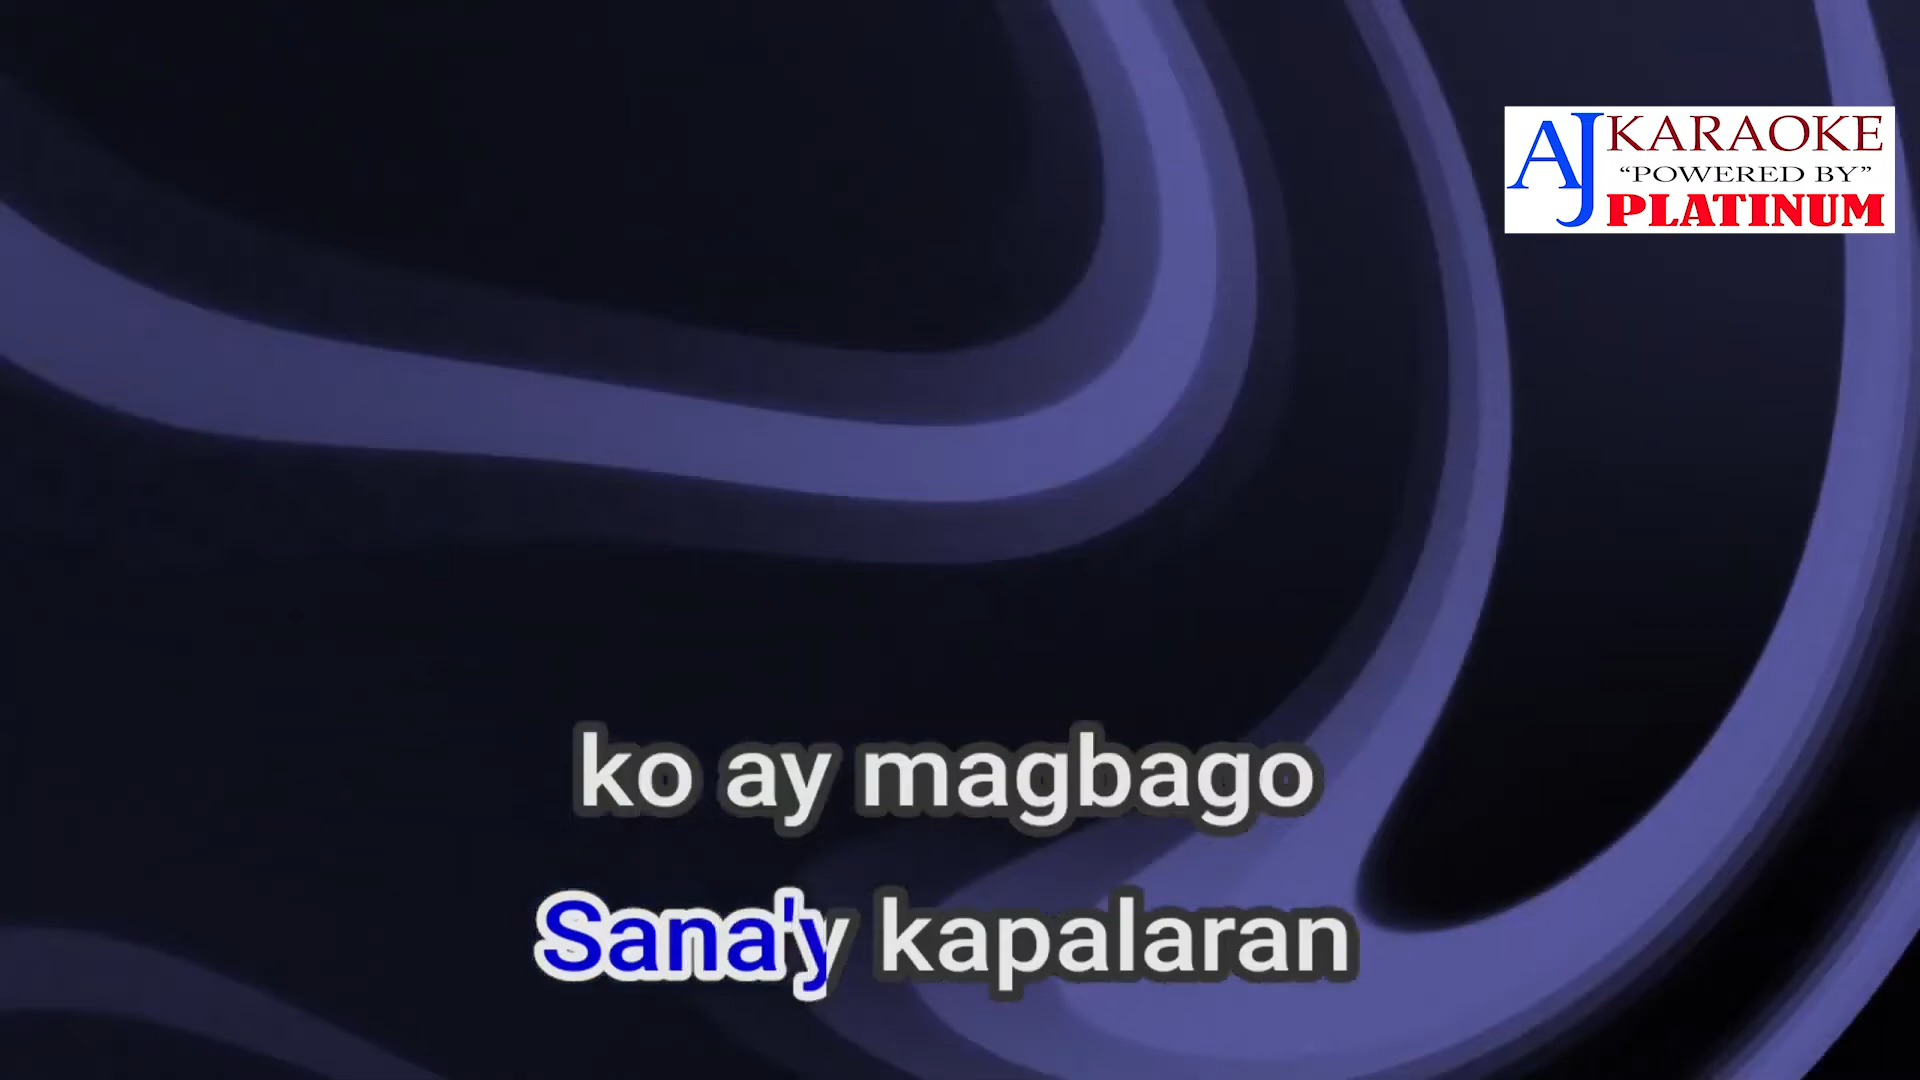 AJ KARAOKE
“POWERED BY”
PLATINUM
ko ay magbago
Sana'y kapalaran